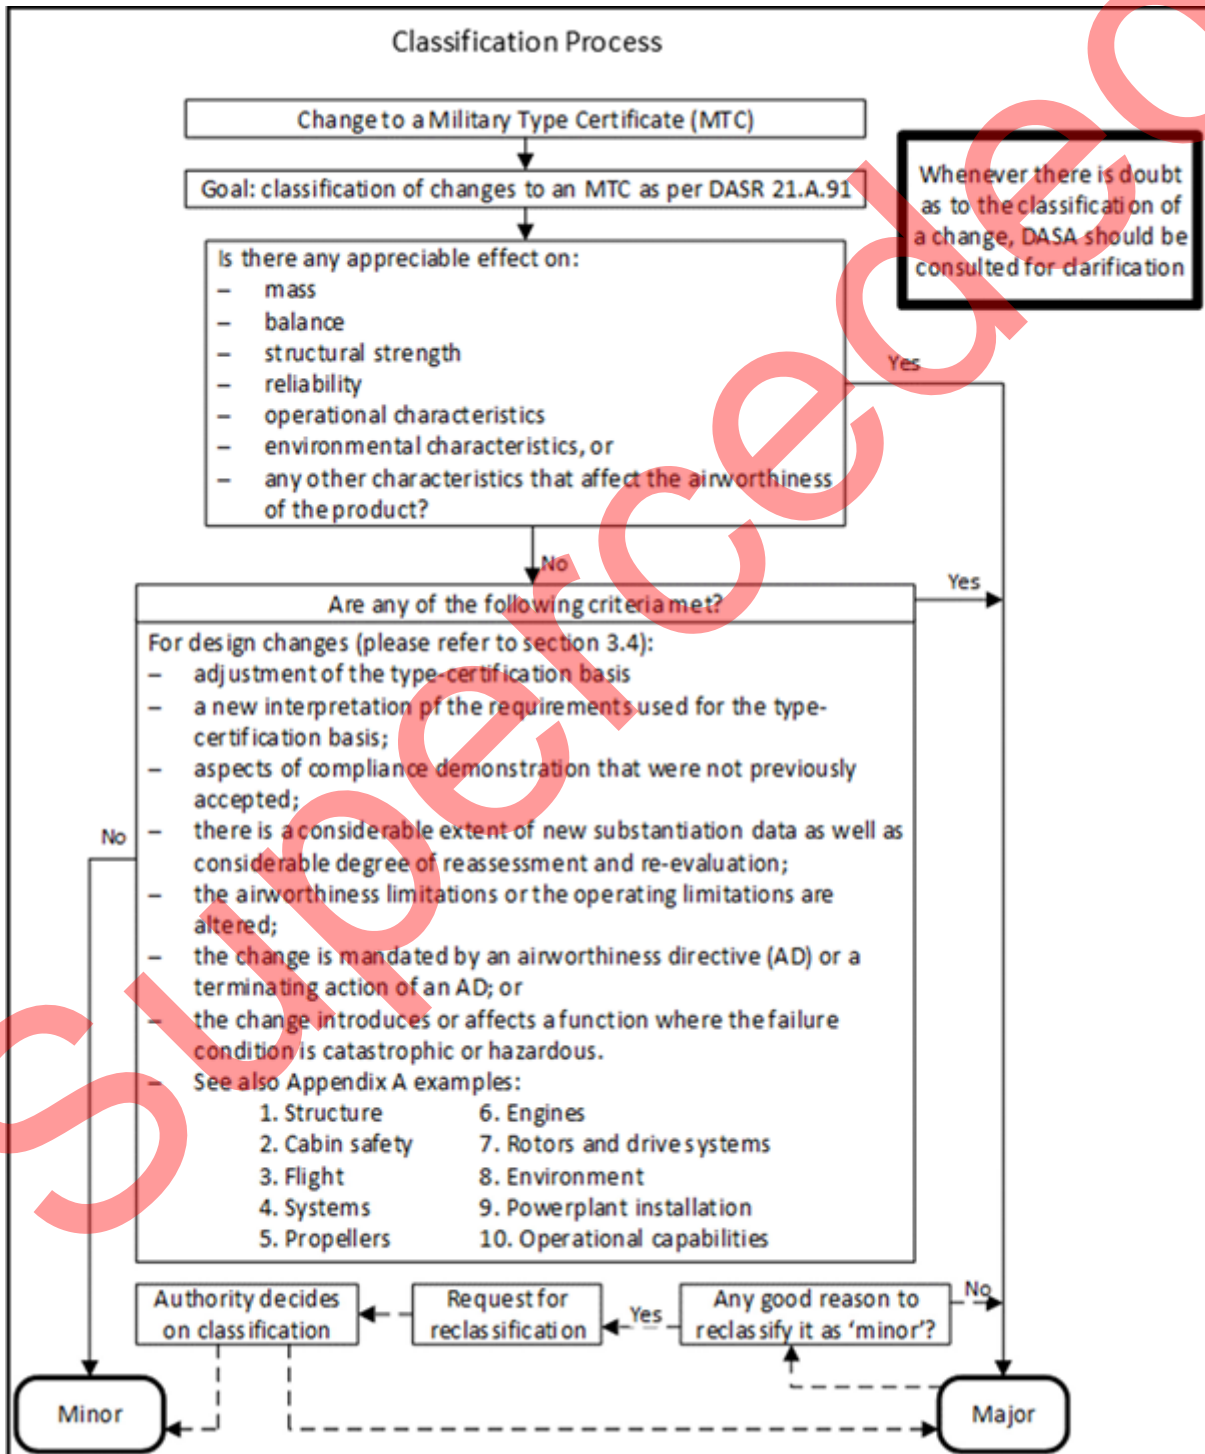 Classification Process
Change to a Military Type Certificate (MTC)
Goal: classification of changes to an MTC as per DASR 21.A.91
Whenever there is doubt
as to the classification of
a change, DASA should be
consulted for clarification
Is there any appreciable effect on:
– mass
– balance
– structural strength
– reliability
– operational characteristics
– environmental characteristics, or
– any other characteristics that affect the airworthiness
of the product?
Yes
No
Are any of the following criteria met?
Yes
For design changes (please refer to section 3.4):
– adjustment of the type-certification basis
– a new interpretation pf the requirements used for the type-
certification basis;
– aspects of compliance demonstration that were not previously
accepted;
– there is a considerable extent of new substantiation data as well as
considerable degree of reassessment and re-evaluation;
– the airworthiness limitations or the operating limitations are
altered;
– the change is mandated by an airworthiness directive (AD) or a
terminating action of an AD; or
– the change introduces or affects a function where the failure
condition is catastrophic or hazardous.
– See also Appendix A examples:
1. Structure
2. Cabin safety
3. Flight
4. Systems
5. Propellers
6. Engines
7. Rotors and drive systems
8. Environment
9. Powerplant installation
10. Operational capabilities
No
Authority decides
on classification
Request for
reclassification
Yes
Any good reason to
reclassify it as 'minor'?
No
Minor
Major
Superceded